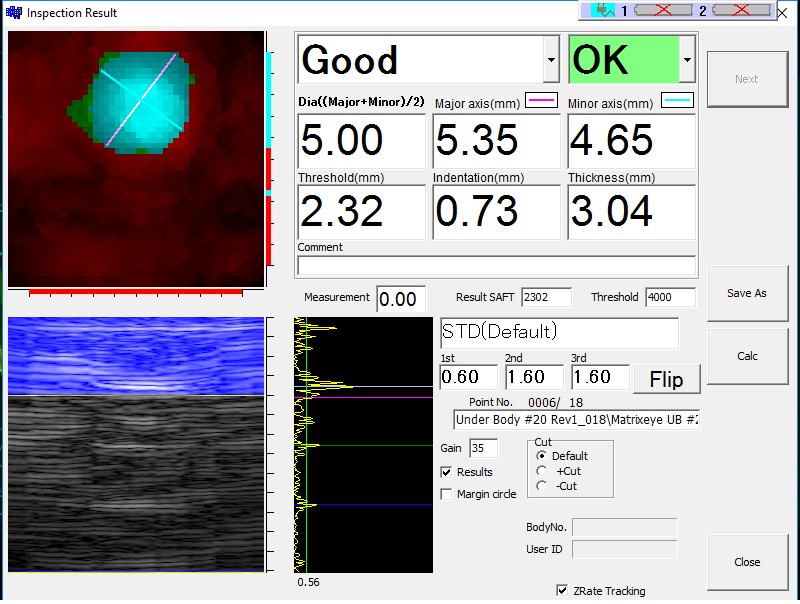 Inspection Result
1 2
Good OK
Dia((Major+Minor)/2) Major axis(mm) Minor axis(mm)
5.00 5.35 4.65
Threshold(mm) Indentation(mm) Thickness(mm)
2.32 0.73 3.04
Comment
Next
Measurement 0.00 Result SAFT 2302 Threshold 4000
Save As
STD(Default)
1st 2nd 3rd
0.60 1.60 1.60 Flip
Calc
Point No. 0006/ 18
Under Body #20 Rev1_018\Matrixeye UB #2
Gain 35
Cut
Default
+Cut
-Cut
Results
Margin circle
BodyNo.
User ID
Close
0.56
ZRate Tracking